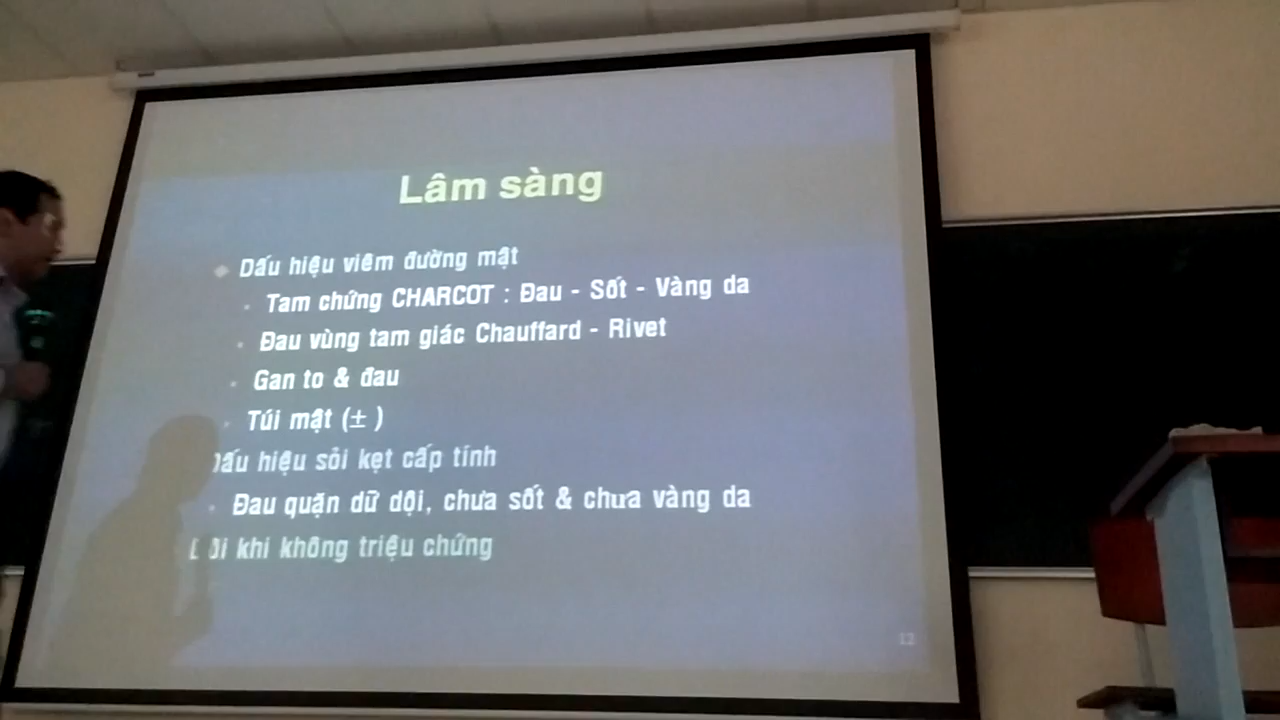 Lâm sàng
Dấu hiệu viêm đường mật
Tam chứng CHARCOT : Đau - Sốt - Vàng da
Đau vùng tam giác Chauffard - Rivet
Gan to & đau
Túi mật (± )
Dấu hiệu sỏi kẹt cấp tính
Đau quặn dữ dội, chưa sốt & chưa vàng da
Đôi khi không triệu chứng
12